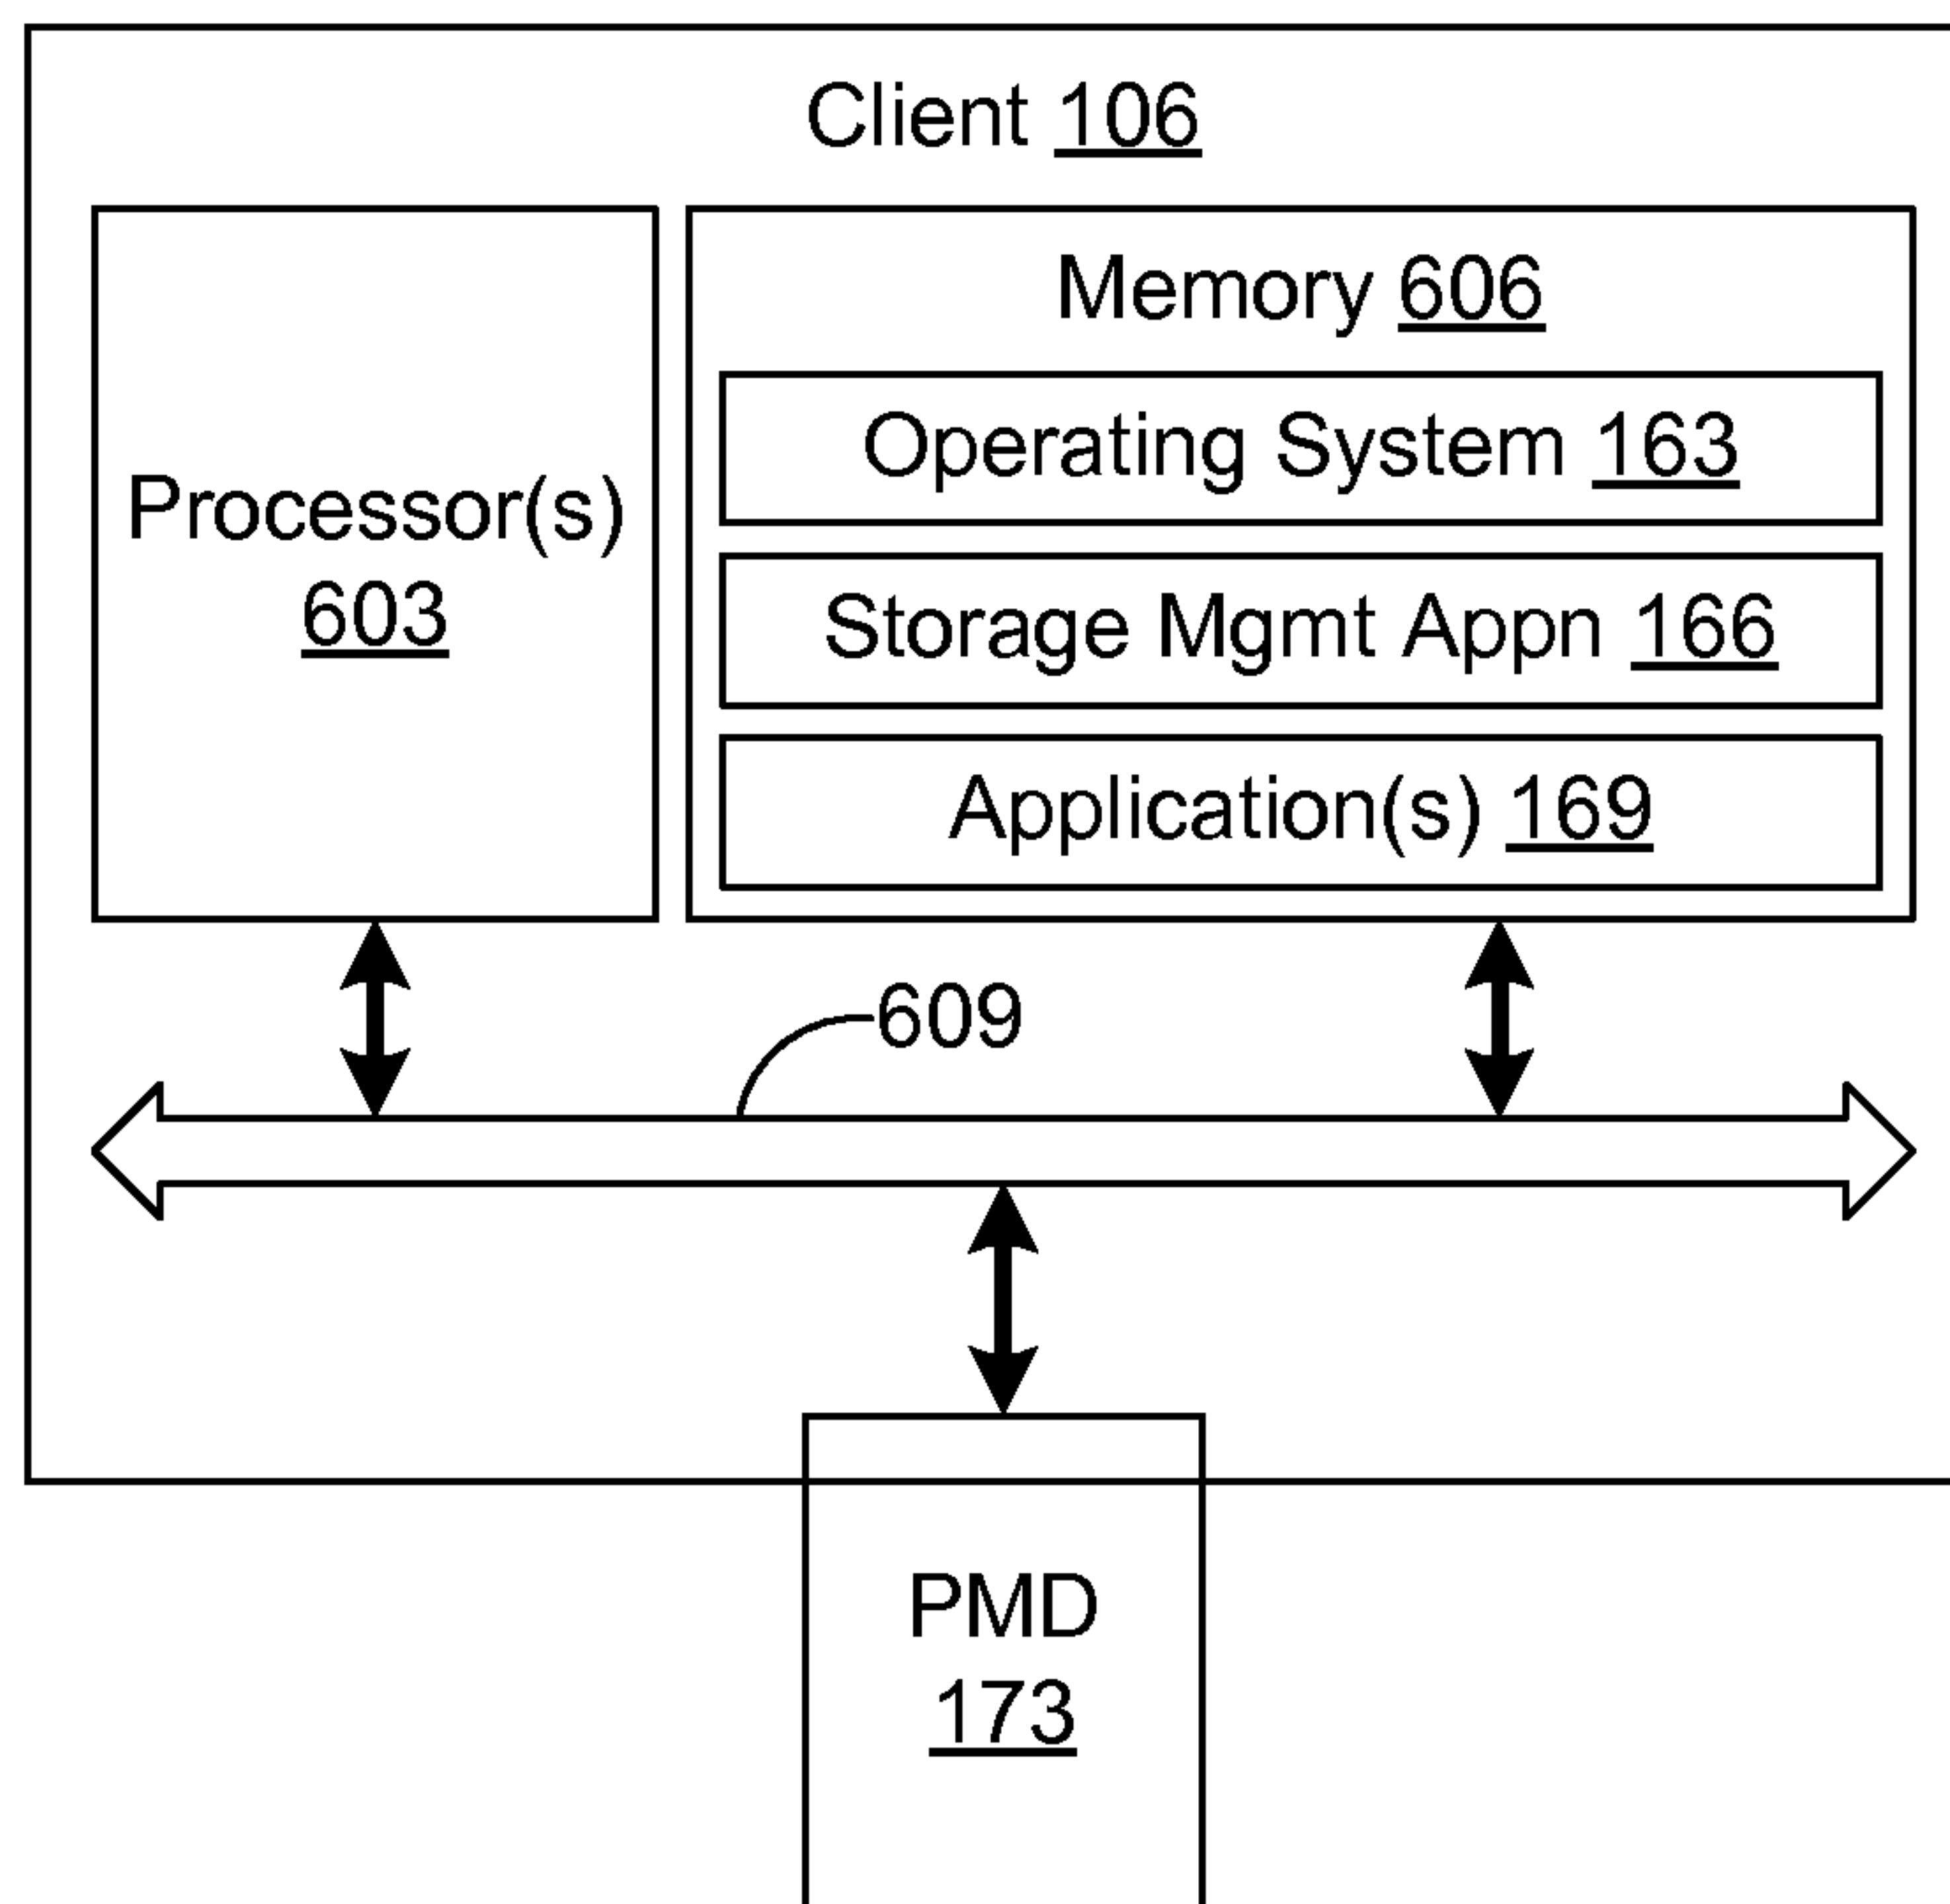 Client 106
Memory 606
Operating System 163
Processor(s)
603
Storage Mgmt Appn 166
Application(s) 169
609
PMD
173